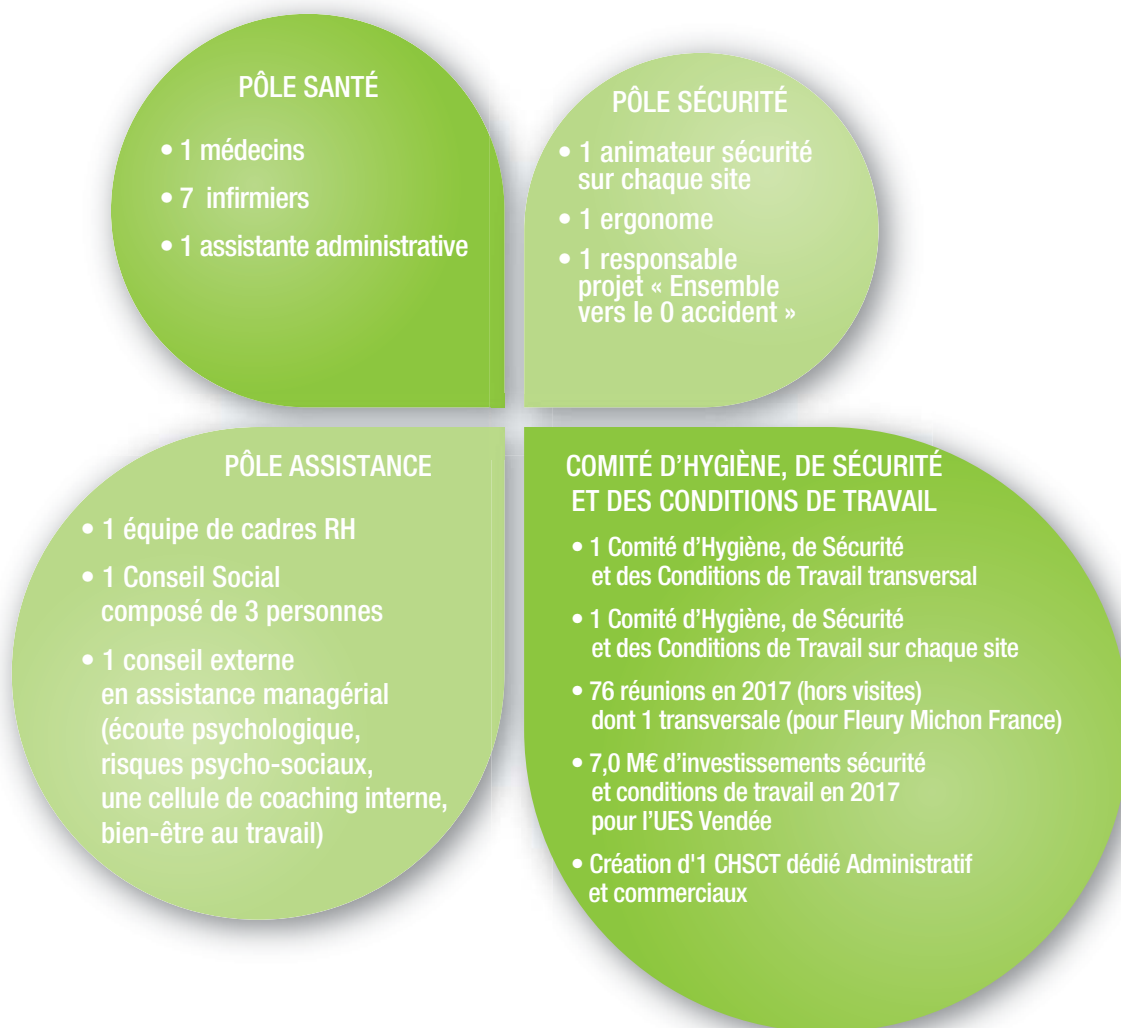 PÔLE SANTÉ
• 1 médecins
• 7 infirmiers
• 1 assistante administrative
PÔLE SÉCURITÉ
• 1 animateur sécurité
sur chaque site
• 1 ergonome
• 1 responsable
projet « Ensemble
vers le 0 accident »
PÔLE ASSISTANCE
• 1 équipe de cadres RH
• 1 Conseil Social
composé de 3 personnes
• 1 conseil externe
en assistance managérial
(écoute psychologique,
risques psycho-sociaux,
une cellule de coaching interne,
bien-être au travail)
COMITÉ D’HYGIÈNE, DE SÉCURITÉ
ET DES CONDITIONS DE TRAVAIL
• 1 Comité d’Hygiène, de Sécurité
et des Conditions de Travail transversal
• 1 Comité d’Hygiène, de Sécurité
et des Conditions de Travail sur chaque site
• 76 réunions en 2017 (hors visites)
dont 1 transversale (pour Fleury Michon France)
• 7,0 M€ d’investissements sécurité
et conditions de travail en 2017
pour l’UES Vendée
• Création d'1 CHSCT dédié Administratif
et commerciaux